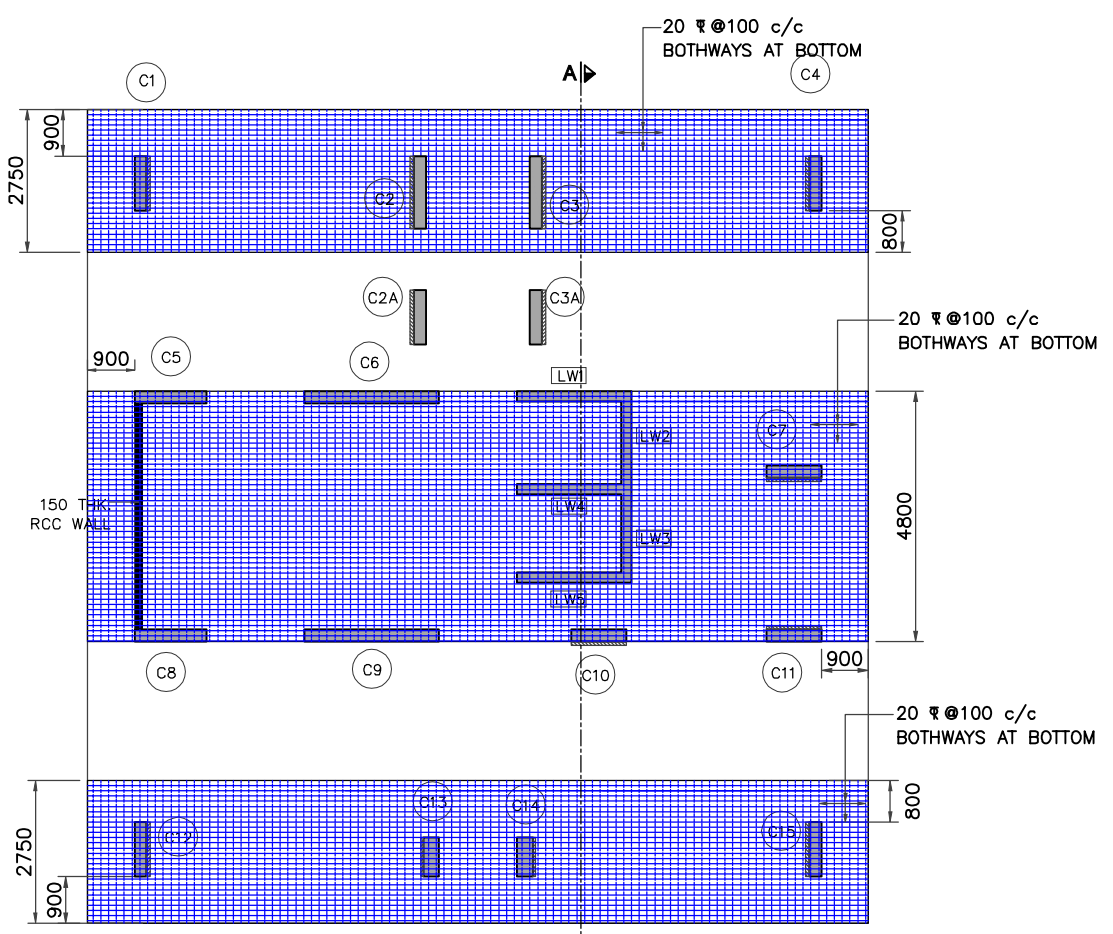 20 Ʀ @100 c/c
BOTHWAYS AT BOTTOM
A
C1
C4
900
2750
C2
C3
800
C2A
C3A
20 Ʀ @100 c/c
BOTHWAYS AT BOTTOM
900
C5
C6
LW1
LW2
C7
150 THK.
RCC WALL
LW4
LW3
4800
LW5
C8
C9
C10
C11
900
20 Ʀ @100 c/c
BOTHWAYS AT BOTTOM
800
C13
C14
C12
C15
2750
900